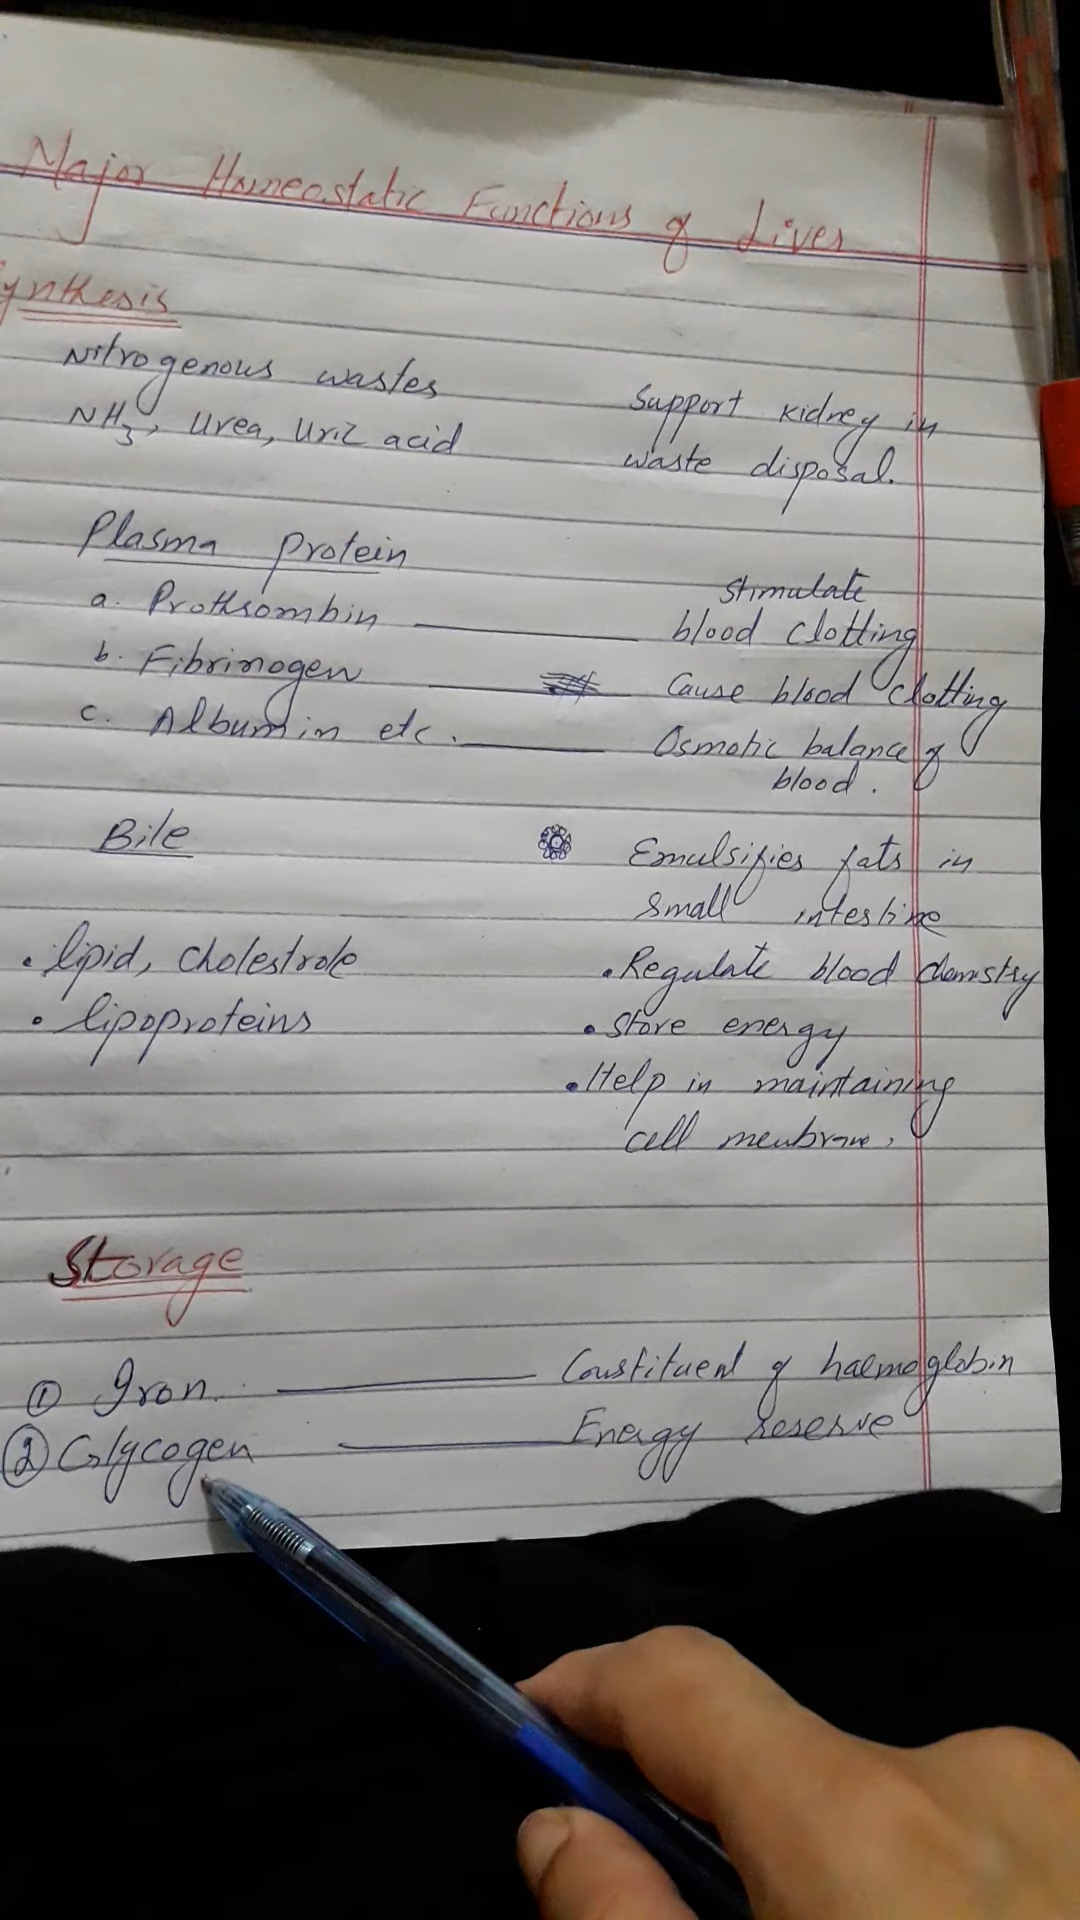 Major Homeostatic Functions of Liver
Synthesis
Nitrogenous wastes
NH3, Urea, Uric acid
Support kidney in
waste disposal.
Plasma protein
a. Prothrombin — stimulate
blood clotting
b. Fibrinogen — Cause blood clotting
c. Albumin etc. — Osmotic balance of
blood.
Bile
Emulsifies fats in
small intestine
• lipid, cholestrole
• lipoproteins
• Regulate blood chemistry
• Store energy
• Help in maintaining
cell membrane.
Storage
① Iron — Constituent of haemoglobin
② Glycogen — Energy reserve